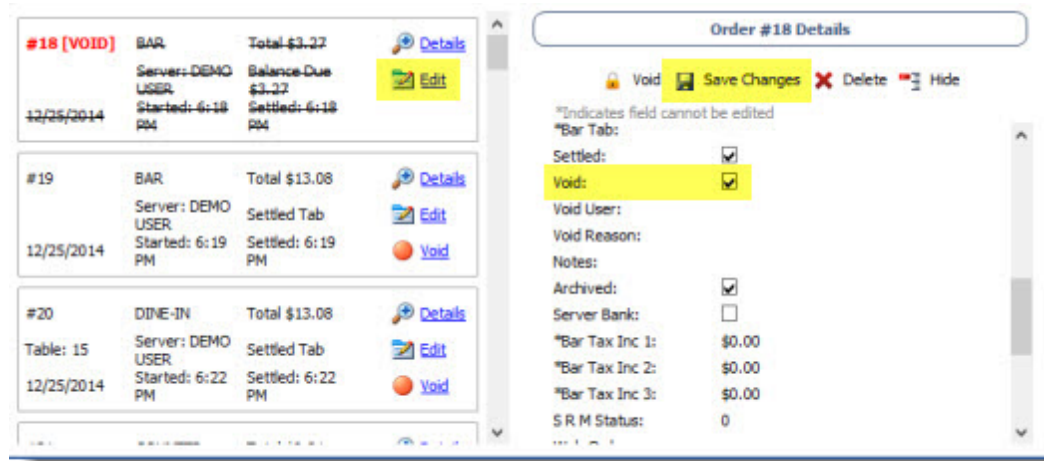 #18 [VOID] BAR Total $3.27 Details
Server: DEMO USER Balance Due $3.27 Edit
12/25/2014 Started: 6:18 PM Settled: 6:18 PM
#19 BAR Total $13.08 Details
Server: DEMO USER Settled Tab Edit
12/25/2014 Started: 6:19 PM Settled: 6:19 PM Void
#20 DINE-IN Total $13.08 Details
Table: 15 Server: DEMO USER Settled Tab Edit
12/25/2014 Started: 6:22 PM Settled: 6:22 PM Void
Order #18 Details
Void Save Changes Delete Hide
*Indicates field cannot be edited
*Bar Tab:
Settled:
Void:
Void User:
Void Reason:
Notes:
Archived:
Server Bank:
*Bar Tax Inc 1: $0.00
*Bar Tax Inc 2: $0.00
*Bar Tax Inc 3: $0.00
S R M Status: 0